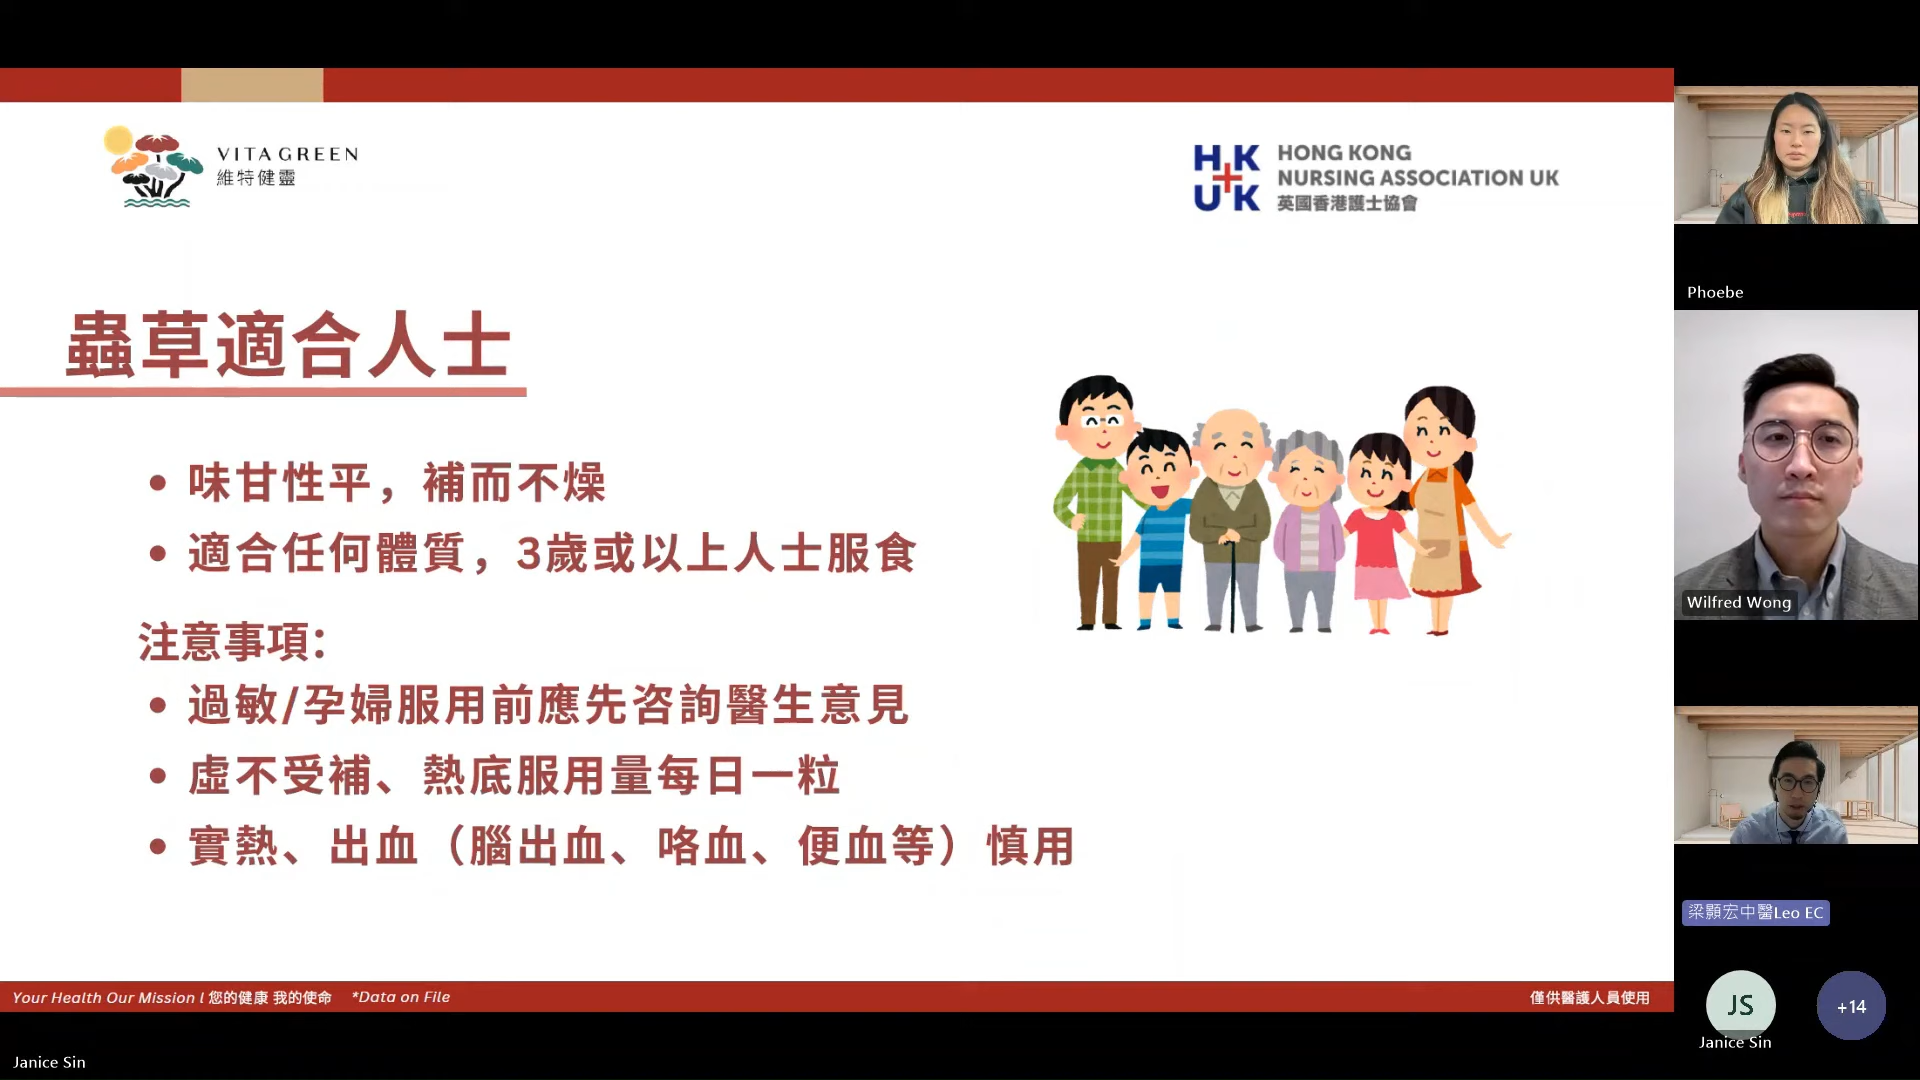 VITAGREEN
維特健靈
HK
UK
HONG KONG
NURSING ASSOCIATION UK
英國香港護士協會
蟲草適合人士
• 味甘性平，補而不燥
• 適合任何體質，3歲或以上人士服食
注意事項：
• 過敏/孕婦服用前應先咨詢醫生意見
• 虛不受補、熱底服用量每日一粒
• 實熱、出血（腦出血、咯血、便血等）慎用
Your Health Our Mission l 您的健康 我的使命 *Data on File
僅供醫護人員使用
Janice Sin
Phoebe
Wilfred Wong
梁顥宏中醫Leo EC
JS
Janice Sin
+14